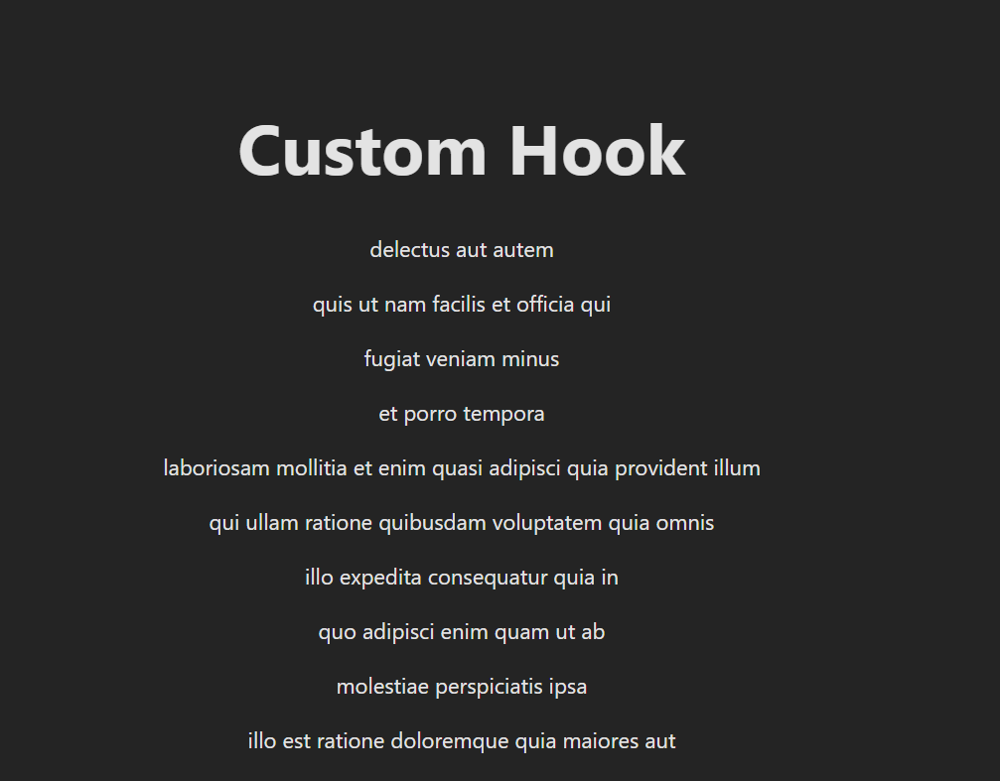 Custom Hook
delectus aut autem
quis ut nam facilis et officia qui
fugiat veniam minus
et porro tempora
laboriosam mollitia et enim quasi adipisci quia provident illum
qui ullam ratione quibusdam voluptatem quia omnis
illo expedita consequatur quia in
quo adipisci enim quam ut ab
molestiae perspiciatis ipsa
illo est ratione doloremque quia maiores aut